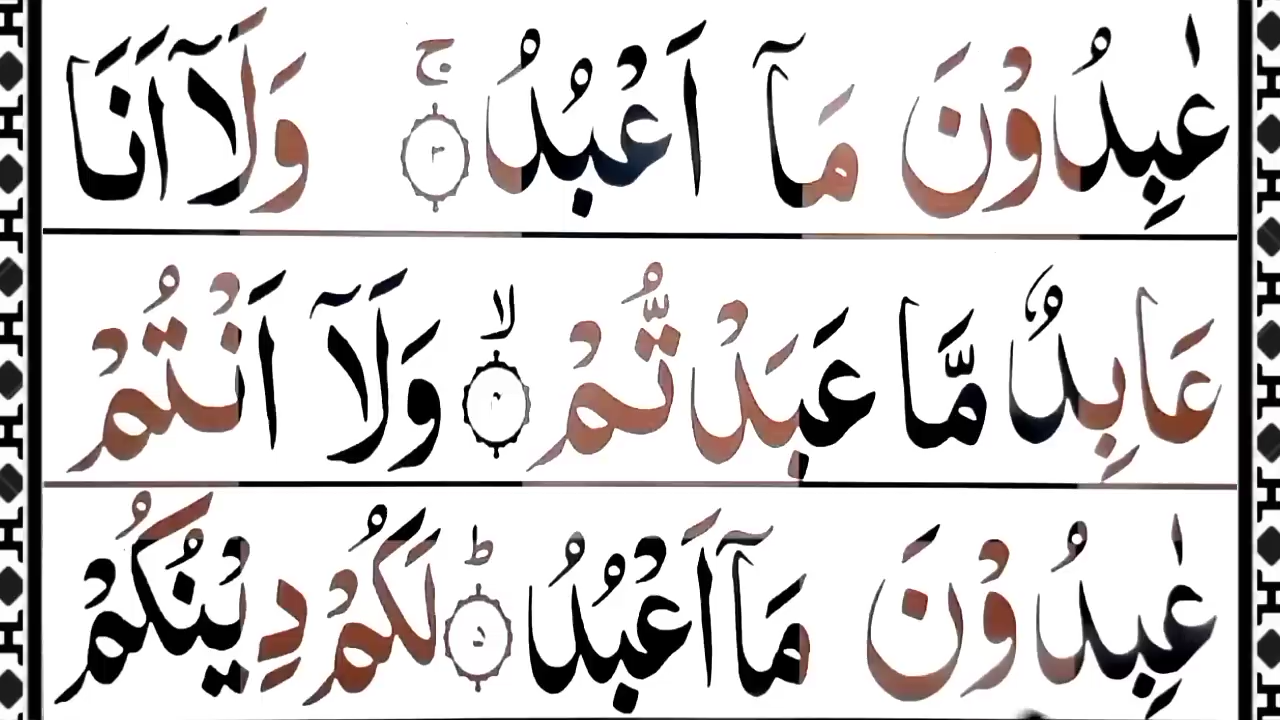 عٰبِدُوْنَ مَآ اَعْبُدُ ۚ ﴿۳﴾ وَلَآ اَنَا
عَابِدٌ مَّا عَبَدْتُّمْ ۙ ﴿۴﴾ وَلَآ اَنْتُمْ
عٰبِدُوْنَ مَآ اَعْبُدُ ؕ ﴿۵﴾ لَكُمْ دِيْنُكُمْ